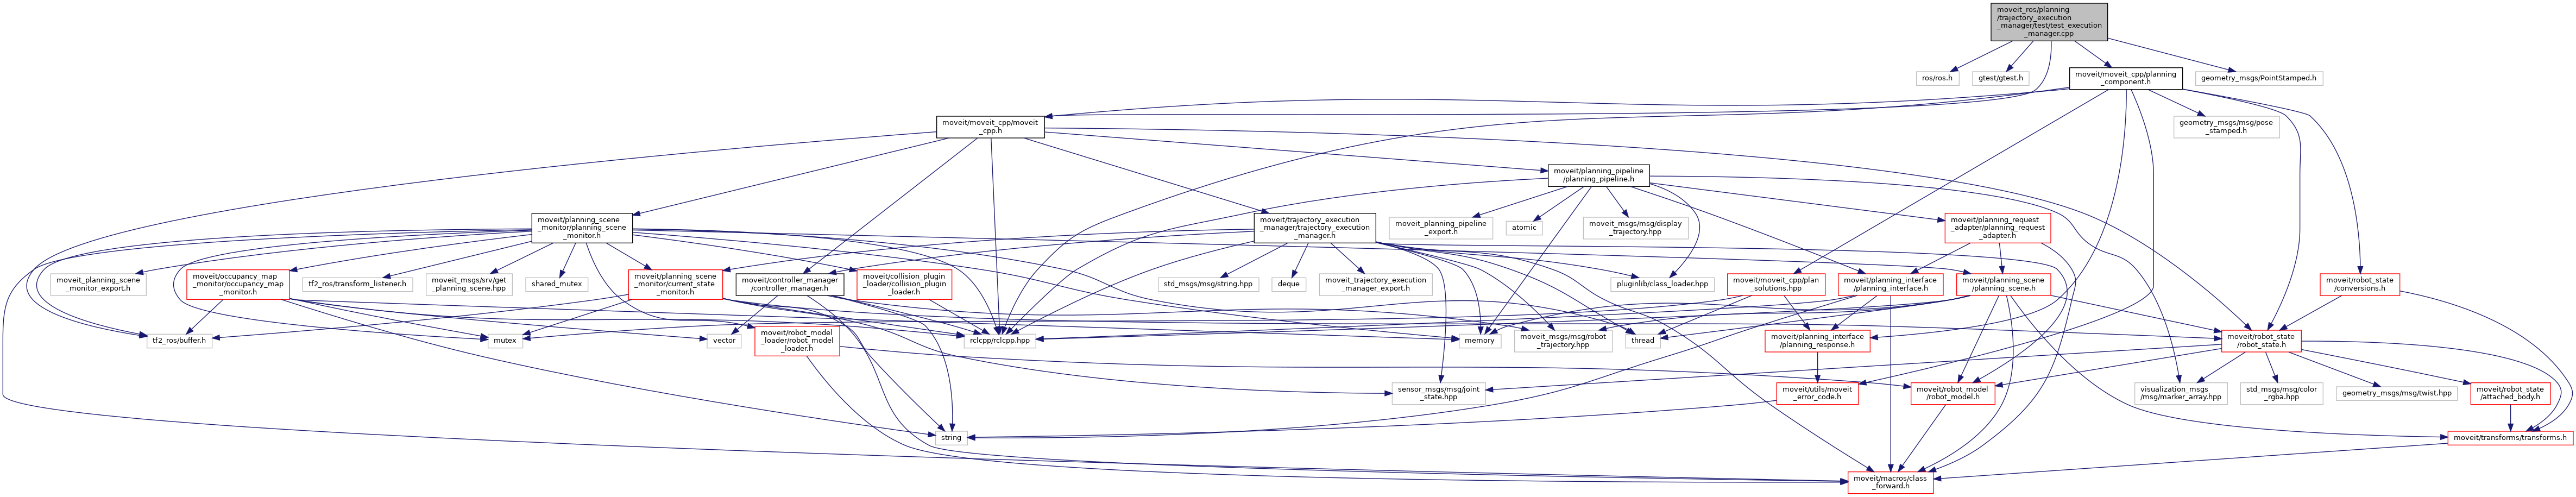 moveit_ros/planning
/trajectory_execution
_manager/test/test_execution
_manager.cpp
ros/ros.h
gtest/gtest.h
moveit/moveit_cpp/planning
_component.h
geometry_msgs/PointStamped.h
moveit/moveit_cpp/moveit
_cpp.h
geometry_msgs/msg/pose
_stamped.h
moveit/planning_pipeline
/planning_pipeline.h
moveit/planning_scene
_monitor/planning_scene
_monitor.h
moveit/trajectory_execution
_manager/trajectory_execution
_manager.h
moveit_planning_pipeline
_export.h
atomic
moveit_msgs/msg/display
_trajectory.hpp
moveit/planning_request
_adapter/planning_request
_adapter.h
moveit_planning_scene
_monitor_export.h
moveit/occupancy_map
_monitor/occupancy_map
_monitor.h
tf2_ros/transform_listener.h
moveit_msgs/srv/get
_planning_scene.hpp
shared_mutex
moveit/planning_scene
_monitor/current_state
_monitor.h
moveit/controller_manager
/controller_manager.h
moveit/collision_plugin
_loader/collision_plugin
_loader.h
std_msgs/msg/string.hpp
deque
moveit_trajectory_execution
_manager_export.h
pluginlib/class_loader.hpp
moveit/moveit_cpp/plan
_solutions.hpp
moveit/planning_interface
/planning_interface.h
moveit/planning_scene
/planning_scene.h
moveit/robot_state
/conversions.h
tf2_ros/buffer.h
mutex
vector
moveit/robot_model
_loader/robot_model
_loader.h
rclcpp/rclcpp.hpp
memory
moveit_msgs/msg/robot
_trajectory.hpp
thread
moveit/planning_interface
/planning_response.h
moveit/robot_state
/robot_state.h
sensor_msgs/msg/joint
_state.hpp
moveit/utils/moveit
_error_code.h
moveit/robot_model
/robot_model.h
visualization_msgs
/msg/marker_array.hpp
std_msgs/msg/color
_rgba.hpp
geometry_msgs/msg/twist.hpp
moveit/robot_state
/attached_body.h
string
moveit/transforms/transforms.h
moveit/macros/class
_forward.h